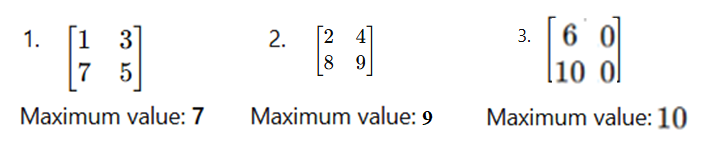 1. [1 3 2. [2 4 3. [6 0
7 5] 8 9] 10 0]
Maximum value: 7 Maximum value: 9 Maximum value: 10